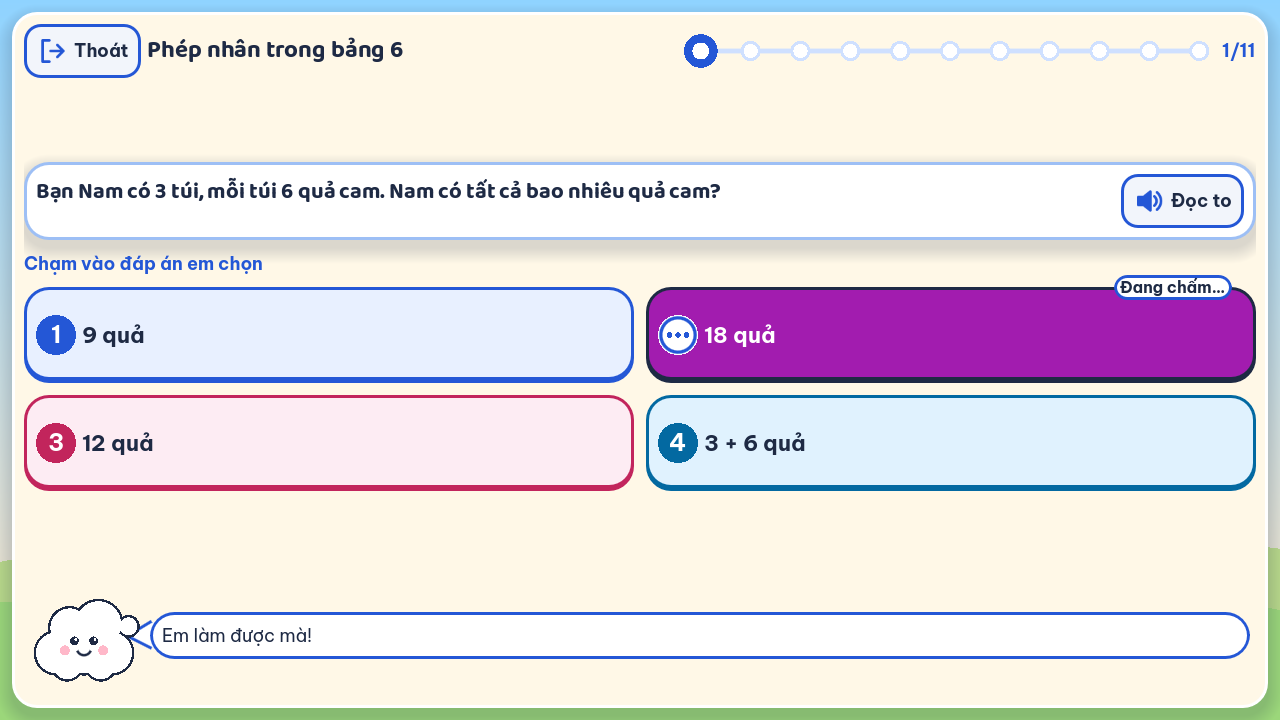 Thoát
Phép nhân trong bảng 6
1/11
Bạn Nam có 3 túi, mỗi túi 6 quả cam. Nam có tất cả bao nhiêu quả cam?
Đọc to
Chạm vào đáp án em chọn
1 9 quả
Đang chấm...
18 quả
3 12 quả
4 3 + 6 quả
Em làm được mà!